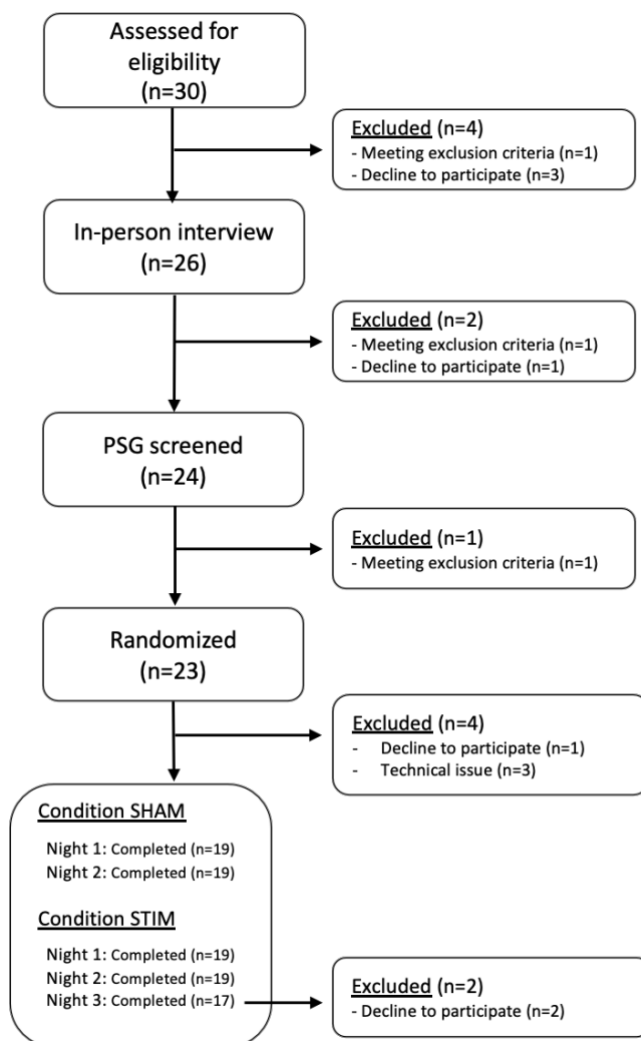 Assessed for
eligibility
(n=30)
Excluded (n=4)
- Meeting exclusion criteria (n=1)
- Decline to participate (n=3)
In-person interview
(n=26)
Excluded (n=2)
- Meeting exclusion criteria (n=1)
- Decline to participate (n=1)
PSG screened
(n=24)
Excluded (n=1)
- Meeting exclusion criteria (n=1)
Randomized
(n=23)
Excluded (n=4)
- Decline to participate (n=1)
- Technical issue (n=3)
Condition SHAM
Night 1: Completed (n=19)
Night 2: Completed (n=19)
Condition STIM
Night 1: Completed (n=19)
Night 2: Completed (n=19)
Night 3: Completed (n=17)
Excluded (n=2)
- Decline to participate (n=2)